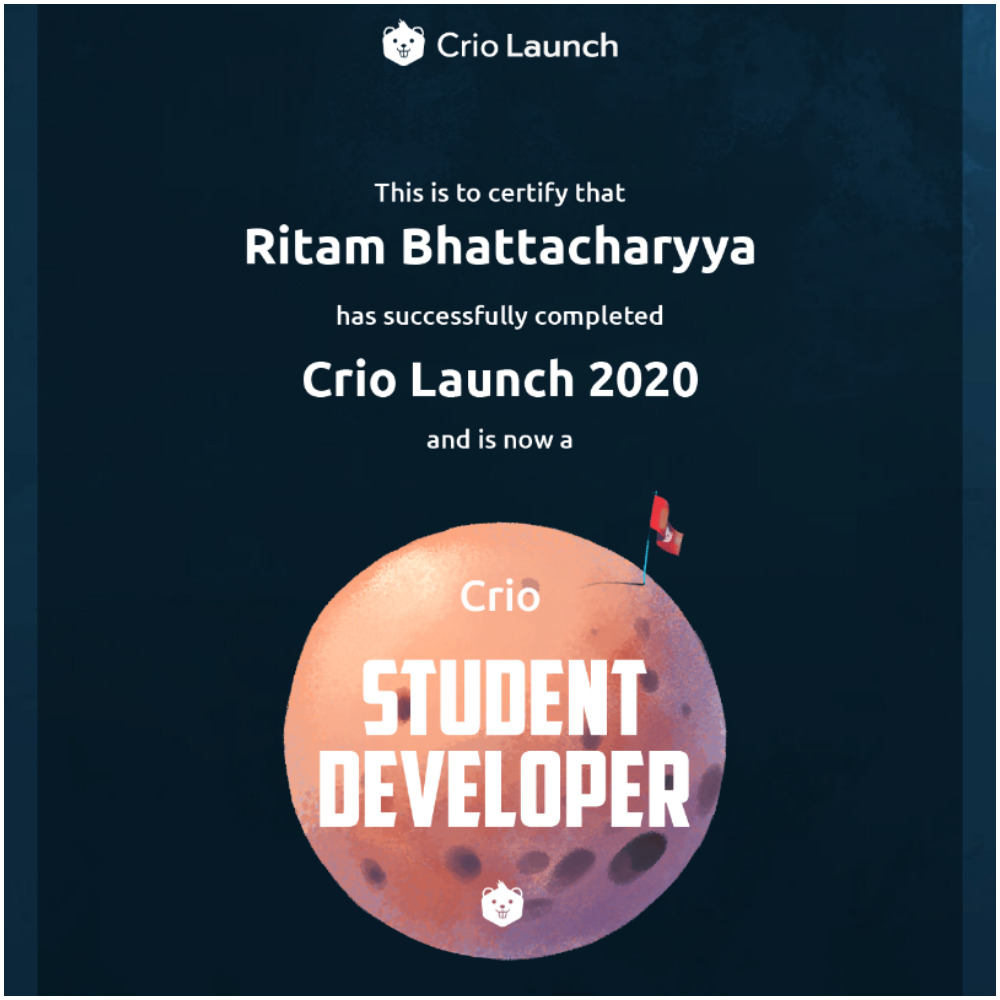 Crio Launch
This is to certify that
Ritam Bhattacharyya
has successfully completed
Crio Launch 2020
and is now a
Crio
STUDENT
DEVELOPER